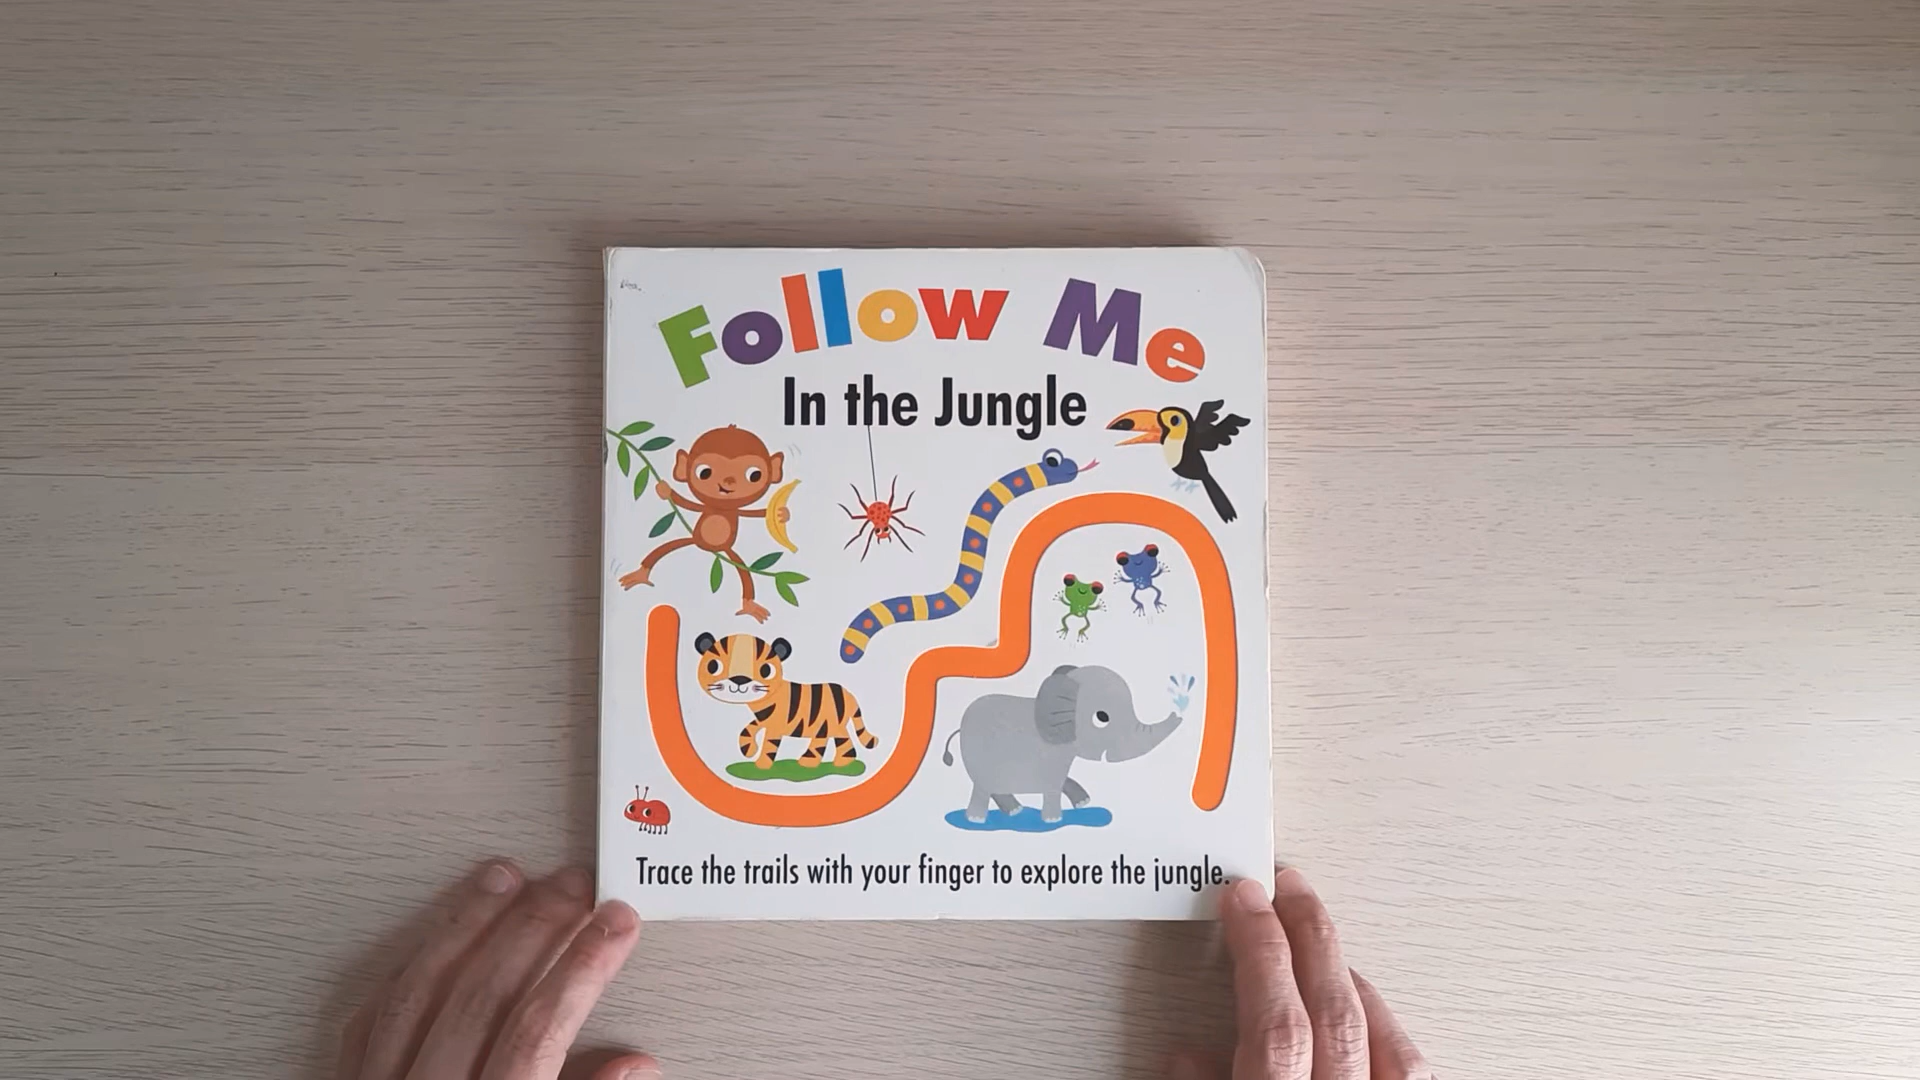 Follow Me
In the Jungle
Trace the trails with your finger to explore the jungle.